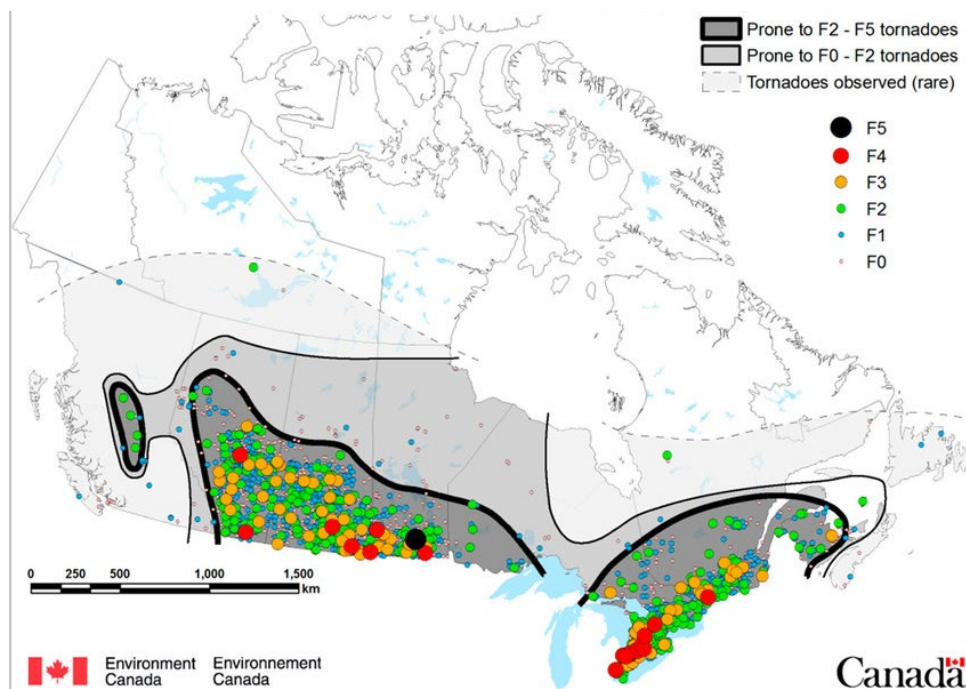 Prone to F2 - F5 tornadoes
Prone to F0 - F2 tornadoes
Tornadoes observed (rare)
F5
F4
F3
F2
F1
F0
0 250 500 1,000 1,500
km
Environment Environnement
Canada Canada
Canada